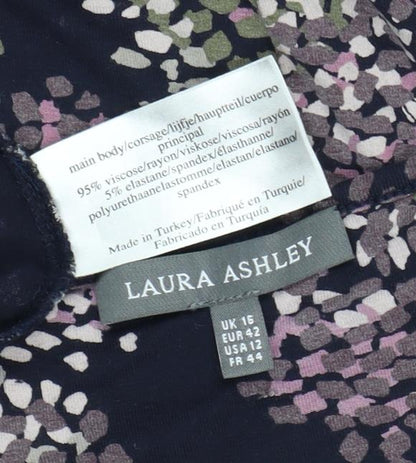 main body/corsage/lijfje/hauptteil/cuerpo
principal
95% viscose/rayon/viskose/viscosa/rayón
5% elastane/spandex/élasthanne/
polyurethaanelastomme/elastan/elastano/
spandex
Made in Turkey/Fabriqué en Turquie/
Fabricado en Turquía
LAURA ASHLEY
UK 16
EUR 42
USA 12
FR 44